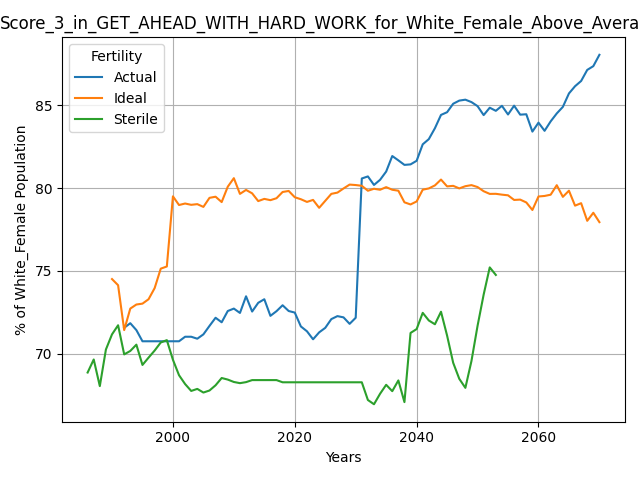 Score_3_in_GET_AHEAD_WITH_HARD_WORK_for_White_Female_Above_Avera
Fertility
Actual
Ideal
Sterile
% of White_Female Population
85
80
75
70
2000
2020
2040
2060
Years